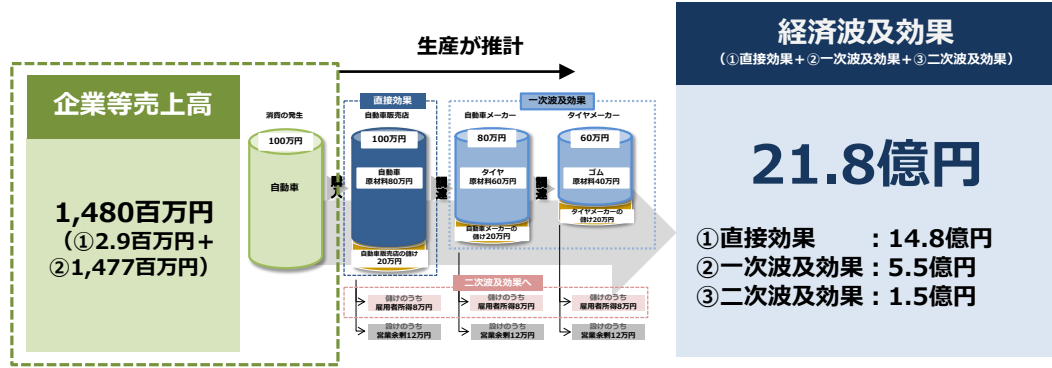 生産が推計
企業等売上高
1,480百万円
（①2.9百万円＋
②1,477百万円）
消費の発生
100万円
自動車
購入
直接効果
自動車販売店
100万円
自動車
原材料80万円
自動車販売店の儲け
20万円
調達
一次波及効果
自動車メーカー
80万円
タイヤ
原材料60万円
自動車メーカーの
儲け20万円
調達
タイヤメーカー
60万円
ゴム
原材料40万円
タイヤメーカーの
儲け20万円
二次波及効果へ
儲けのうち
雇用者所得8万円
儲けのうち
雇用者所得8万円
儲けのうち
雇用者所得8万円
設けのうち
営業余剰12万円
設けのうち
営業余剰12万円
設けのうち
営業余剰12万円
経済波及効果
（①直接効果＋②一次波及効果＋③二次波及効果）
21.8億円
①直接効果　　：14.8億円
②一次波及効果：5.5億円
③二次波及効果：1.5億円